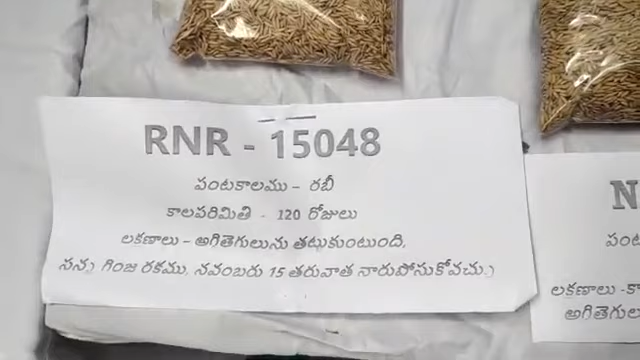 RNR - 15048
పంటకాలము - రబీ
కాలపరిమితి - 120 రోజులు
లక్షణాలు - అగితెగులును తట్టుకుంటుంది.
సన్న గింజ రకము. నవంబరు 15 తరువాత నారుపోసుకోవచ్చు
N
పంట
లక్షణాలు -కా
అగితెగులు